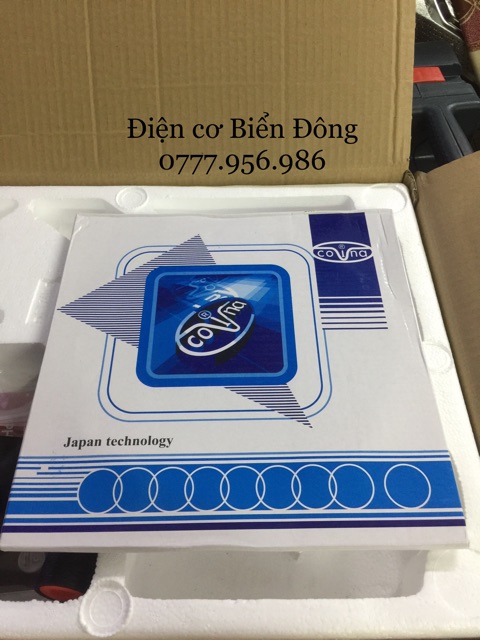 Điện cơ Biển Đông
0777.956.986
covina
covina
®
Japan technology